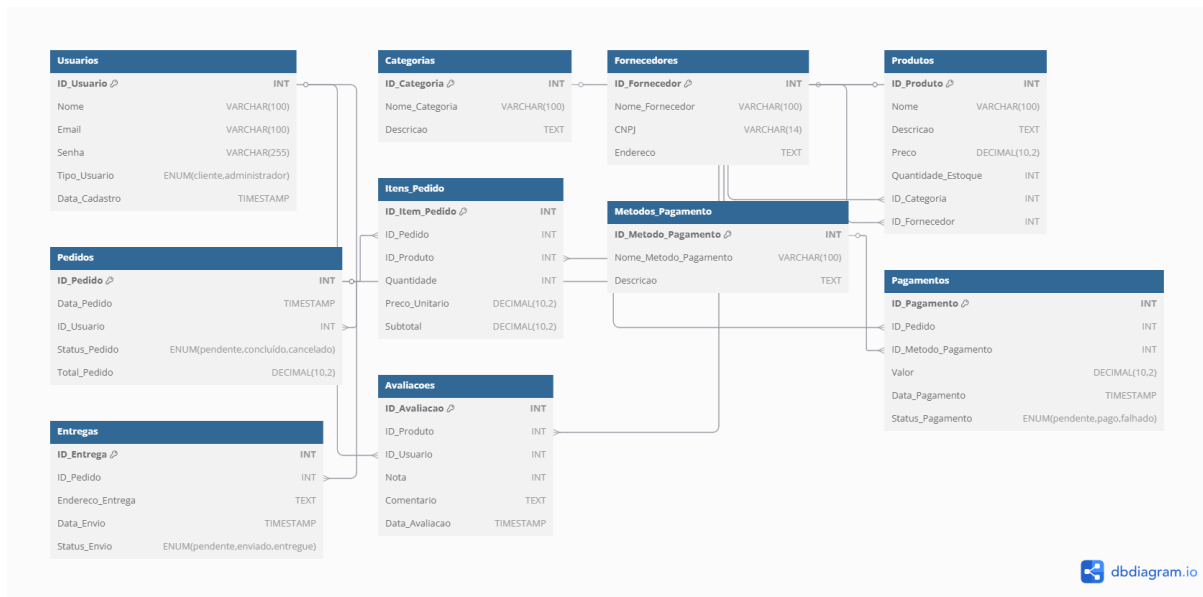 Usuarios
ID_Usuario INT
Nome VARCHAR(100)
Email VARCHAR(100)
Senha VARCHAR(255)
Tipo_Usuario ENUM(cliente,administrador)
Data_Cadastro TIMESTAMP
Categorias
ID_Categoria INT
Nome_Categoria VARCHAR(100)
Descricao TEXT
Fornecedores
ID_Fornecedor INT
Nome_Fornecedor VARCHAR(100)
CNPJ VARCHAR(14)
Endereco TEXT
Produtos
ID_Produto INT
Nome VARCHAR(100)
Descricao TEXT
Preco DECIMAL(10,2)
Quantidade_Estoque INT
ID_Categoria INT
ID_Fornecedor INT
Itens_Pedido
ID_Item_Pedido INT
ID_Pedido INT
ID_Produto INT
Quantidade INT
Preco_Unitario DECIMAL(10,2)
Subtotal DECIMAL(10,2)
Metodos_Pagamento
ID_Metodo_Pagamento INT
Nome_Metodo_Pagamento VARCHAR(100)
Descricao TEXT
Pedidos
ID_Pedido INT
Data_Pedido TIMESTAMP
ID_Usuario INT
Status_Pedido ENUM(pendente,concluído,cancelado)
Total_Pedido DECIMAL(10,2)
Pagamentos
ID_Pagamento INT
ID_Pedido INT
ID_Metodo_Pagamento INT
Valor DECIMAL(10,2)
Data_Pagamento TIMESTAMP
Status_Pagamento ENUM(pendente,pago,falhado)
Avaliacoes
ID_Avaliacao INT
ID_Produto INT
ID_Usuario INT
Nota INT
Comentario TEXT
Data_Avaliacao TIMESTAMP
Entregas
ID_Entrega INT
ID_Pedido INT
Endereco_Entrega TEXT
Data_Envio TIMESTAMP
Status_Envio ENUM(pendente,enviado,entregue)
dbdiagram.io